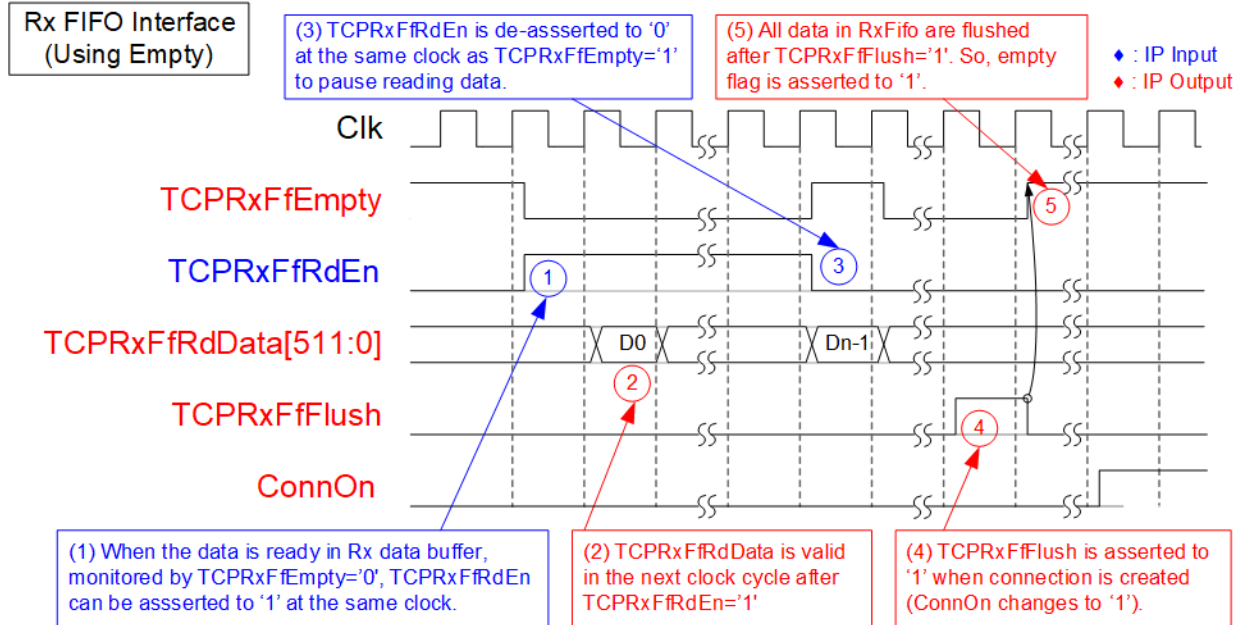 Rx FIFO Interface
(Using Empty)
(3) TCPRxFfRdEn is de-assserted to ‘0’
at the same clock as TCPRxFfEmpty=‘1’
to pause reading data.
(5) All data in RxFifo are flushed
after TCPRxFfFlush=‘1'. So, empty
flag is asserted to ‘1’.
♦ : IP Input
♦ : IP Output
Clk
TCPRxFfEmpty
5
TCPRxFfRdEn
1
3
TCPRxFfRdData[511:0]
D0
Dn-1
2
TCPRxFfFlush
4
ConnOn
(1) When the data is ready in Rx data buffer,
monitored by TCPRxFfEmpty=‘0’, TCPRxFfRdEn
can be assserted to ‘1’ at the same clock.
(2) TCPRxFfRdData is valid
in the next clock cycle after
TCPRxFfRdEn=‘1’
(4) TCPRxFfFlush is asserted to
‘1’ when connection is created
(ConnOn changes to ‘1’).